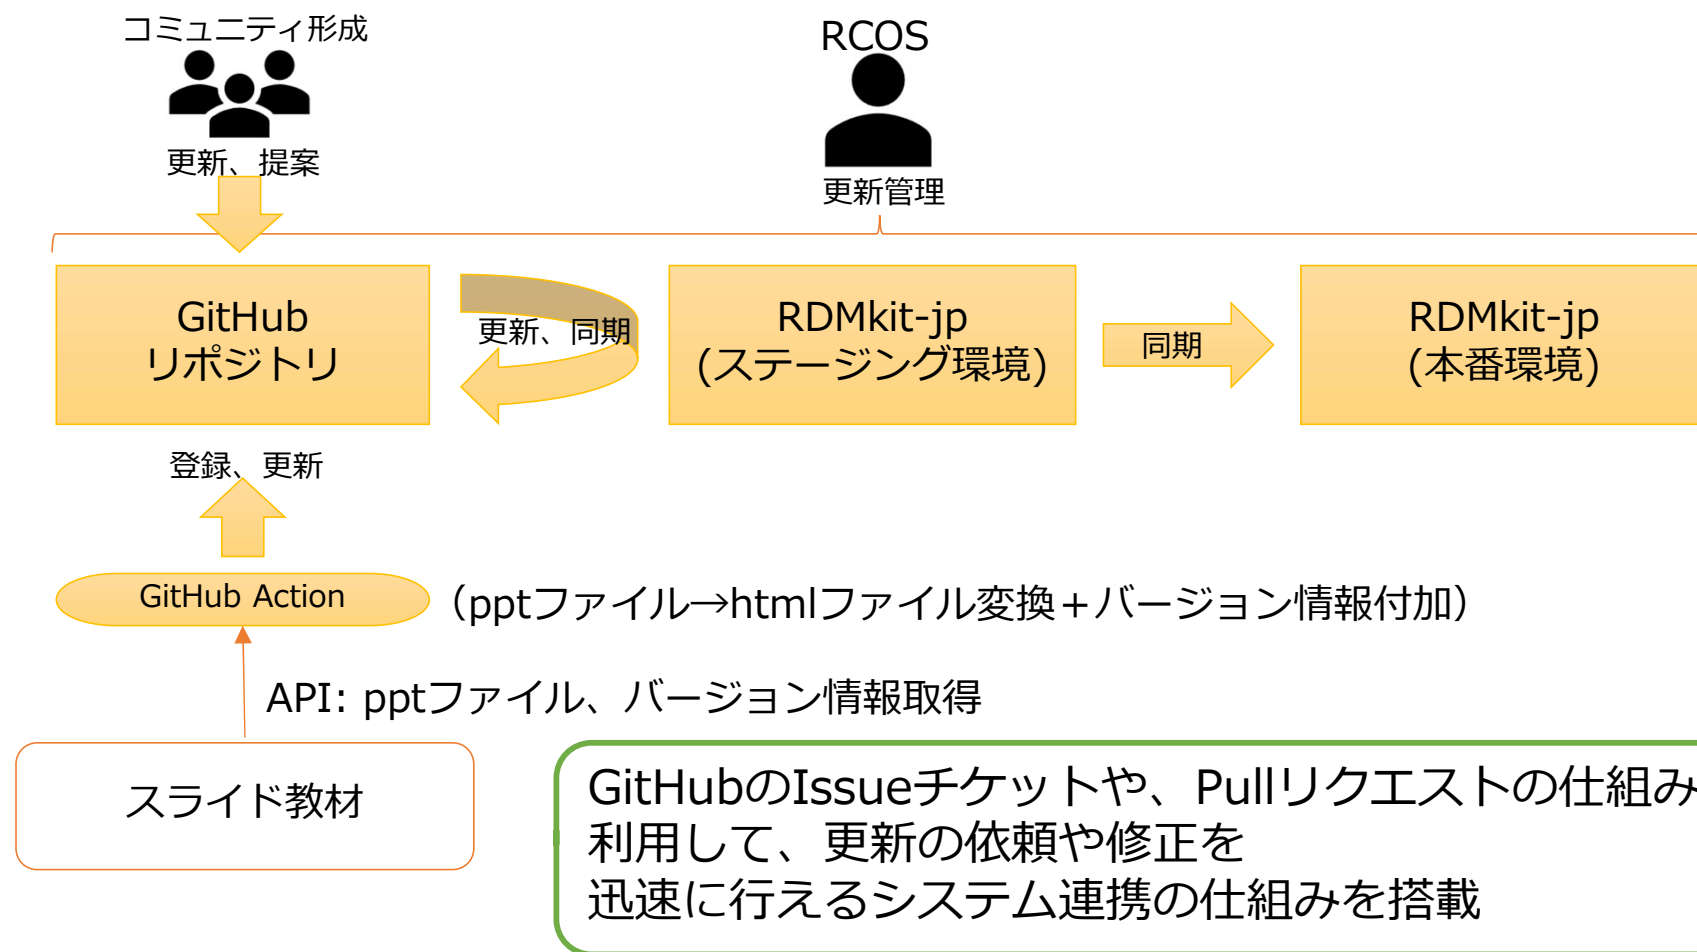 コミュニティ形成
RCOS
更新、提案
更新管理
GitHub
リポジトリ
更新、同期
RDMkit-jp
(ステージング環境)
同期
RDMkit-jp
(本番環境)
登録、更新
GitHub Action
（pptファイル→htmlファイル変換＋バージョン情報付加）
API: pptファイル、バージョン情報取得
スライド教材
GitHubのIssueチケットや、Pullリクエストの仕組み
利用して、更新の依頼や修正を
迅速に行えるシステム連携の仕組みを搭載